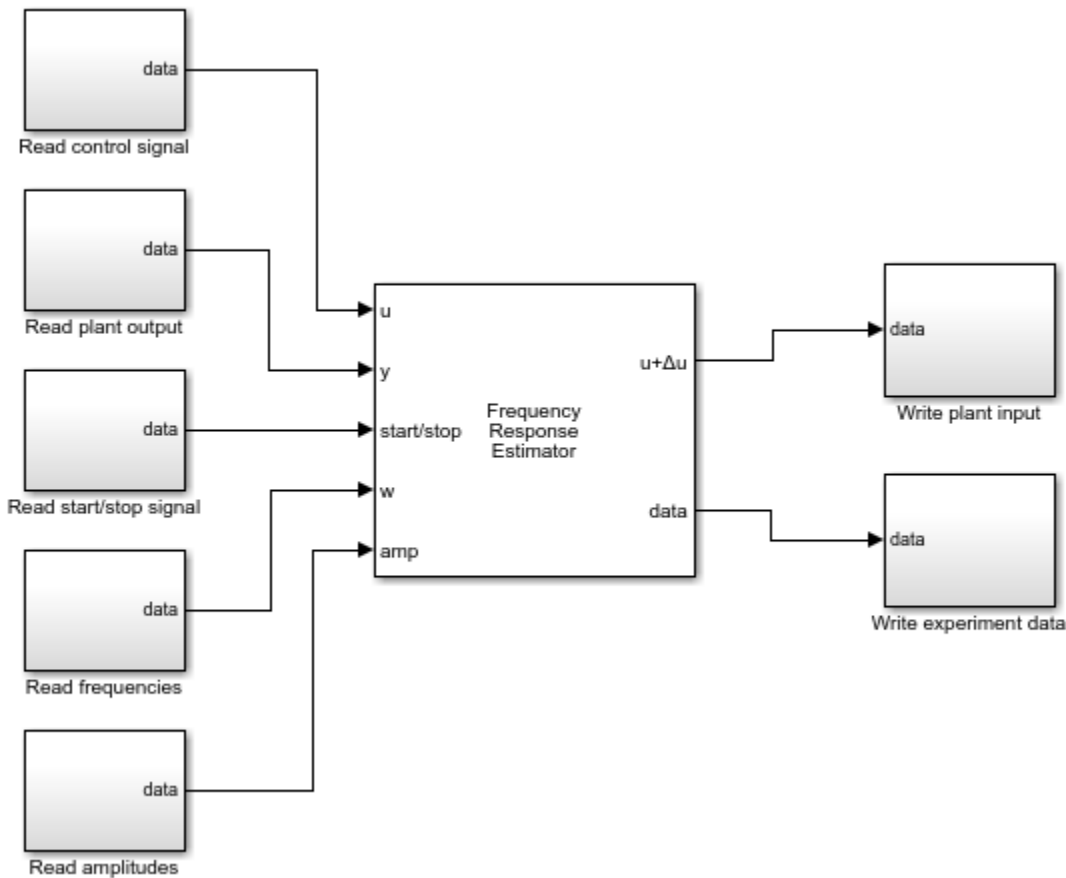 data
Read control signal
data
Read plant output
data
Read start/stop signal
data
Read frequencies
data
Read amplitudes
u
y
start/stop
w
amp
Frequency
Response
Estimator
u+Δu
data
data
Write plant input
data
Write experiment data